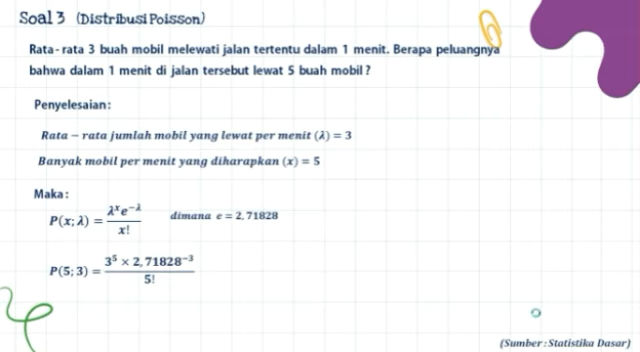 Soal 3 (Distribusi Poisson)
Rata-rata 3 buah mobil melewati jalan tertentu dalam 1 menit. Berapa peluangnya
bahwa dalam 1 menit di jalan tersebut lewat 5 buah mobil?
Penyelesaian:
Rata − rata jumlah mobil yang lewat per menit (λ) = 3
Banyak mobil per menit yang diharapkan (x) = 5
Maka:
P(x; λ) = λˣe⁻λ / x! dimana e = 2,71828
P(5; 3) = 3⁵ × 2,71828⁻³ / 5!
(Sumber: Statistika Dasar)